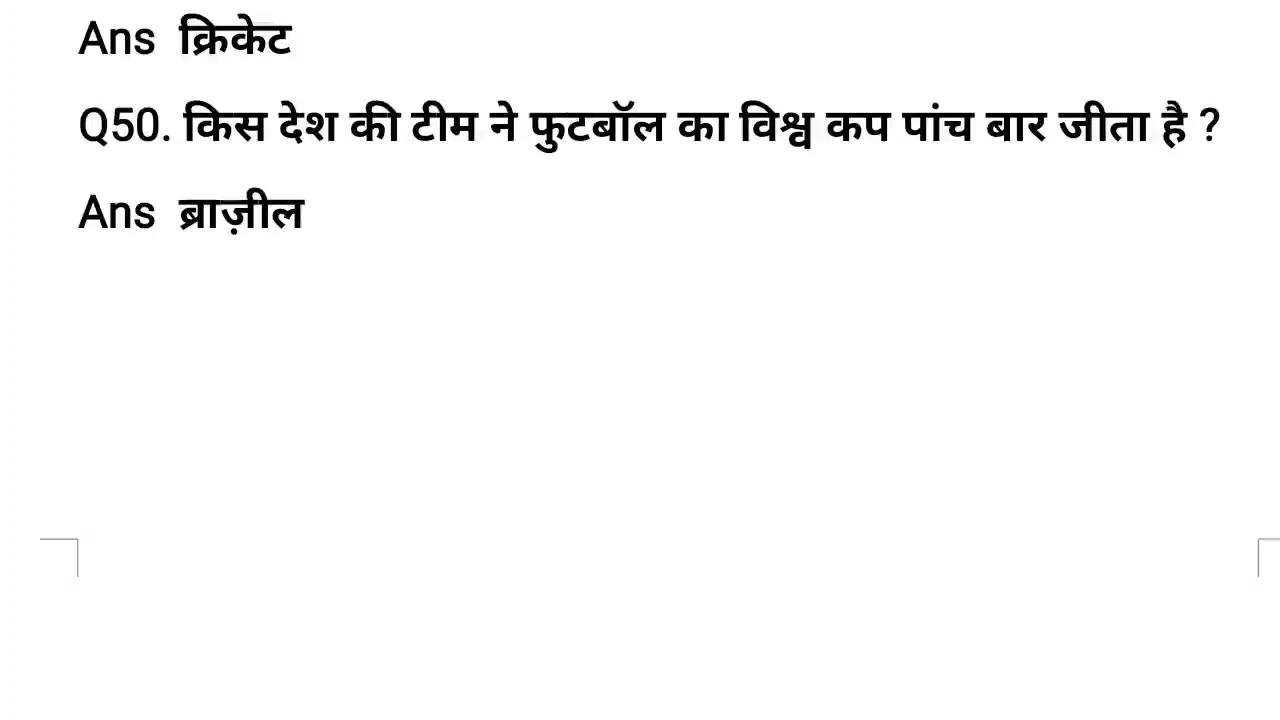 Ans क्रिकेट
Q50. किस देश की टीम ने फुटबॉल का विश्व कप पांच बार जीता है ?
Ans ब्राज़ील